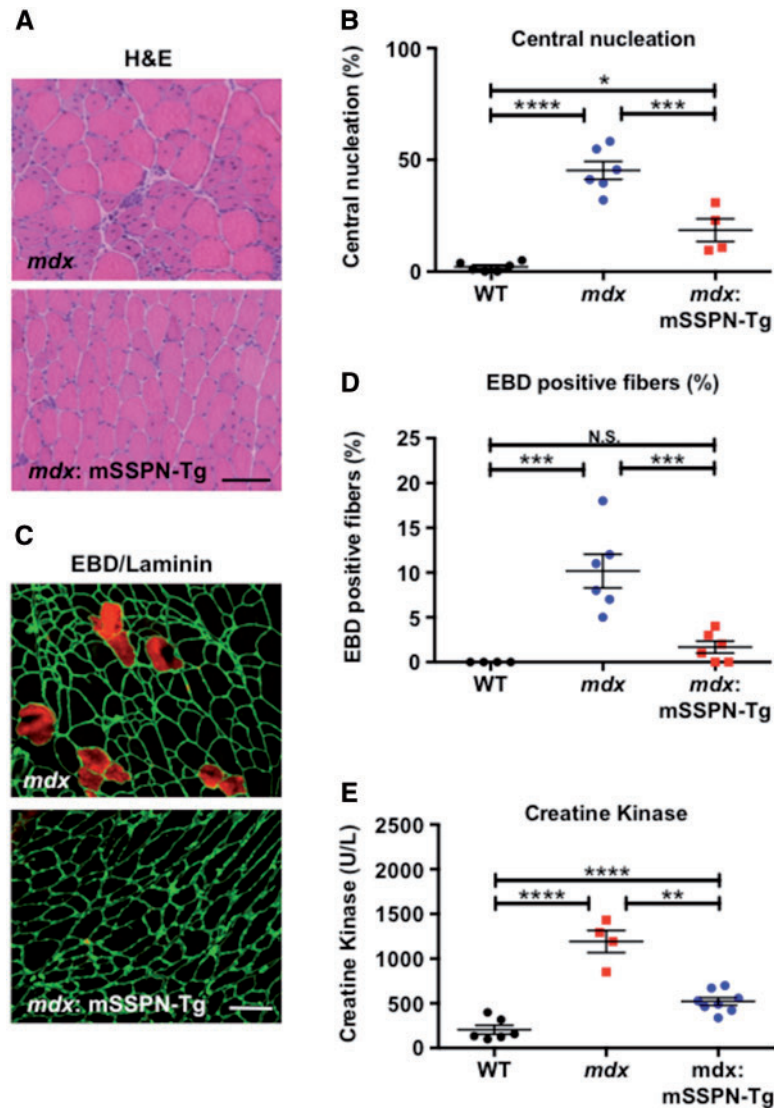 A
H&E
mdx
mdx: mSSPN-Tg
B
Central nucleation
Central nucleation (%)
100
50
0
*
****
***
WT
mdx
mdx:
mSSPN-Tg
C
EBD/Laminin
mdx
mdx: mSSPN-Tg
D
EBD positive fibers (%)
EBD positive fibers (%)
25
20
15
10
5
0
N.S.
***
***
WT
mdx
mdx:
mSSPN-Tg
E
Creatine Kinase
Creatine Kinase (U/L)
2500
2000
1500
1000
500
0
****
****
**
WT
mdx
mdx:
mSSPN-Tg